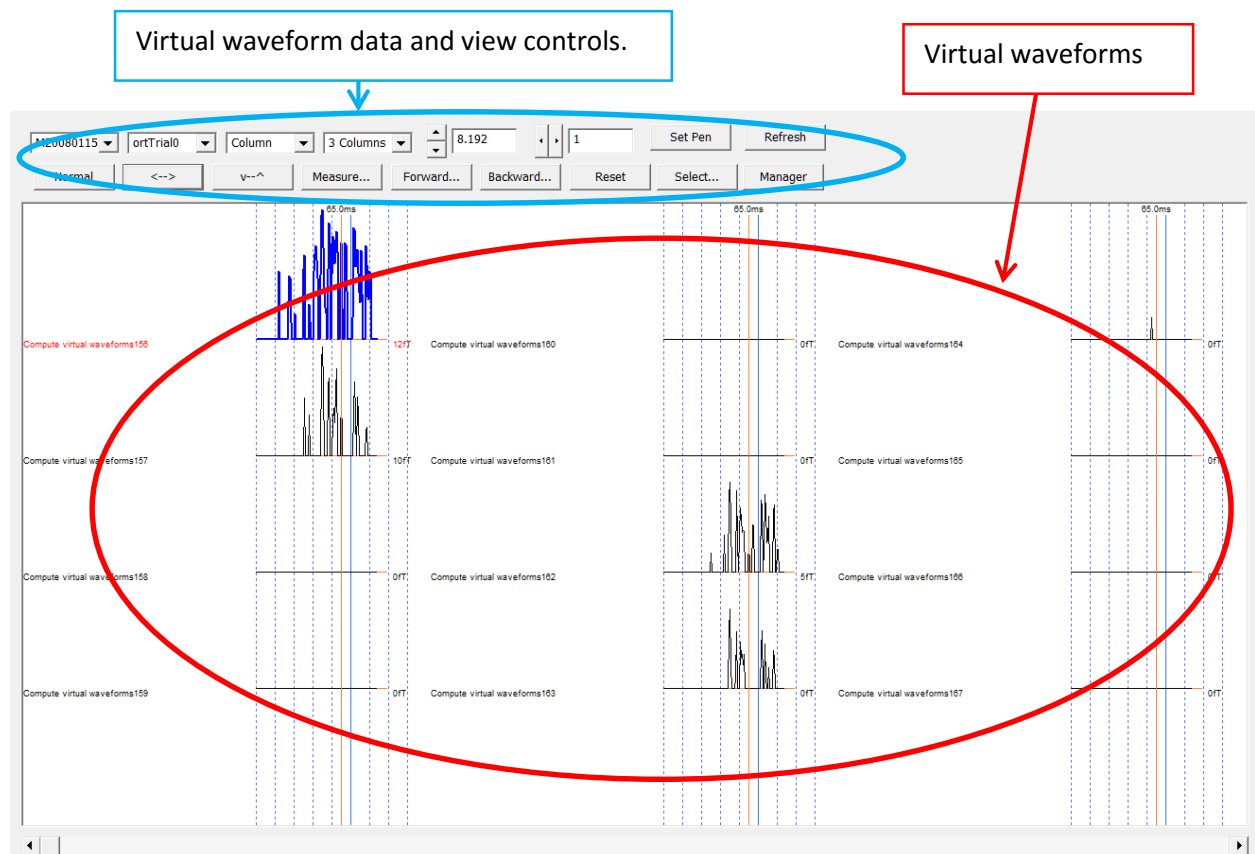 Virtual waveform data and view controls.
Virtual waveforms
M20080115 ortTrial0 Column 3 Columns 8.192 1 Set Pen Refresh
Normal <--> v--^ Measure... Forward... Backward... Reset Select... Manager
65.0ms 65.0ms 65.0ms
Compute virtual waveforms156 12fT Compute virtual waveforms160 0fT Compute virtual waveforms164 0fT
Compute virtual waveforms157 10fT Compute virtual waveforms161 0fT Compute virtual waveforms165 0fT
Compute virtual waveforms158 0fT Compute virtual waveforms162 5fT Compute virtual waveforms166 0fT
Compute virtual waveforms159 0fT Compute virtual waveforms163 0fT Compute virtual waveforms167 0fT